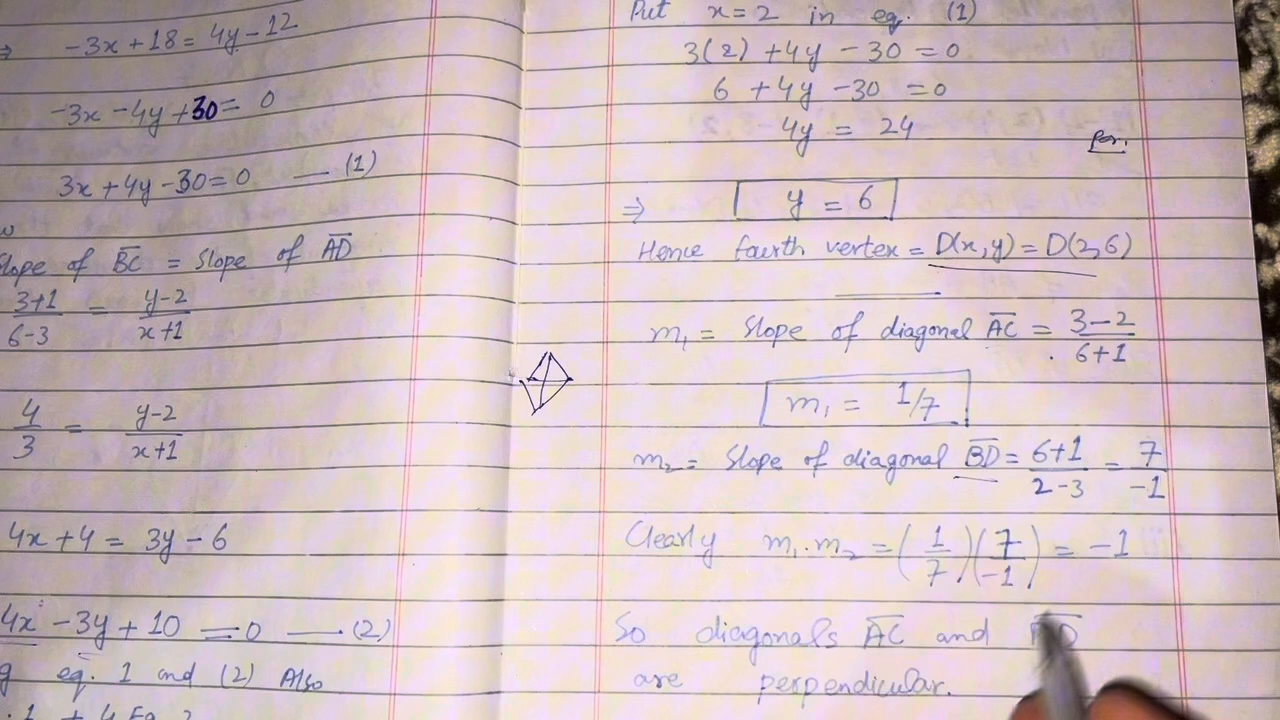 ⇒ -3x + 18 = 4y - 12
-3x - 4y + 30 = 0
3x + 4y - 30 = 0 — (1)
Slope of BC̅ = Slope of AD̅
3+1/6-3 = y-2/x+1
4/3 = y-2/x+1
4x + 4 = 3y - 6
4x - 3y + 10 = 0 — (2)
eq. 1 and (2) Also
Put x = 2 in eq. (1)
3(2) + 4y - 30 = 0
6 + 4y - 30 = 0
4y = 24
⇒ y = 6
Hence fourth vertex = D(x,y) = D(2,6)
m₁ = Slope of diagonal AC̅ = 3-2/6+1
m₁ = 1/7
m₂ = Slope of diagonal BD̅ = 6+1/2-3 = 7/-1
Clearly m₁.m₂ = (1/7)(7/-1) = -1
So diagonals AC̅ and
are perpendicular.